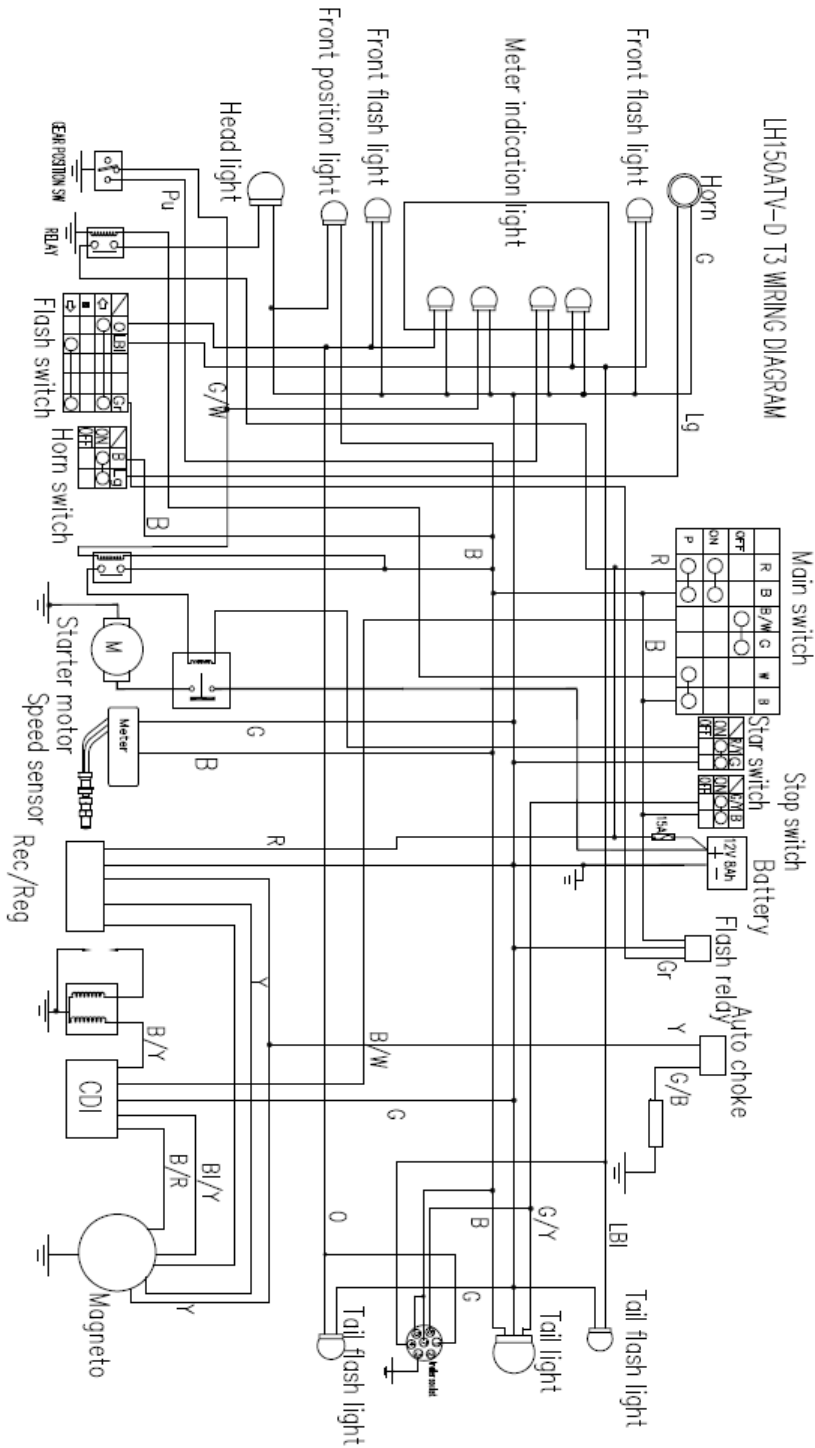 LH150ATV-D T3 WIRING DIAGRAM
Horn
G
Lg
Front flash light
Meter indication light
Front flash light
Front position light
Head light
GEAR POSITION SW
Pu
RELAY
Flash switch
O
LBl
Gr
G/W
Horn switch
B
Lg
ON
OFF
B
B
Main switch
R
B
B/W
G
W
B
OFF
ON
P
R
B
Star switch
R/Y
G
ON
OFF
Stop switch
G/Y
B
ON
OFF
Battery
12V 8Ah
+
-
15A
Flash relay
Gr
Auto choke
Y
G/B
Starter motor
M
Speed sensor
Meter
G
B
Rec/Reg
R
Y
B/Y
B/W
CDI
G
B/R
Bl/Y
Magneto
Y
O
G/Y
B
G
LBl
Tail flash light
Tail light
Tail flash light